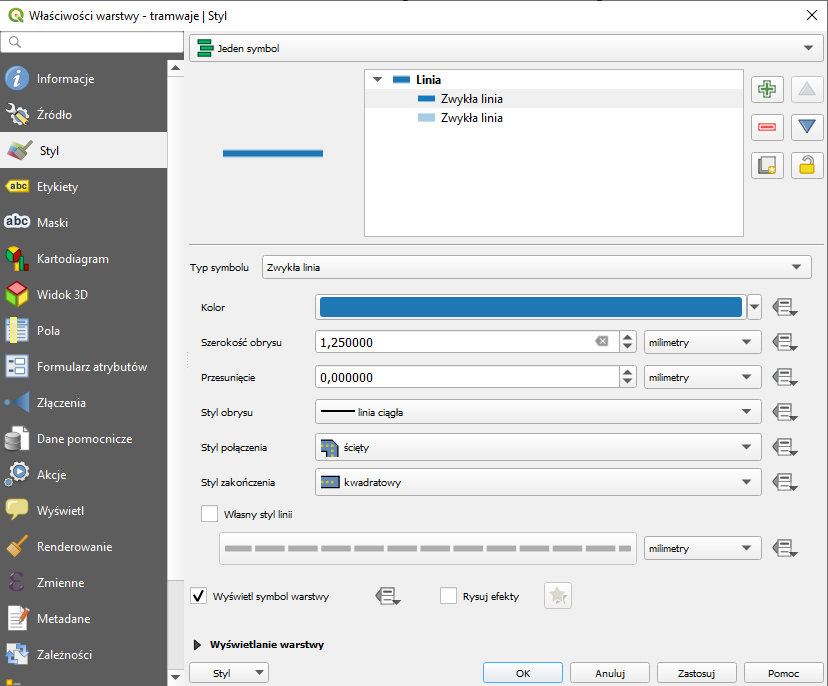 Właściwości warstwy - tramwaje | Styl
Jeden symbol
Informacje
Źródło
Styl
abc Etykiety
abc Maski
Kartodiagram
Widok 3D
Pola
Formularz atrybutów
Złączenia
Dane pomocnicze
Akcje
Wyświetl
Renderowanie
Zmienne
Metadane
Zależności
Linia
Zwykła linia
Zwykła linia
Typ symbolu Zwykła linia
Kolor
Szerokość obrysu 1,250000 milimetry
Przesunięcie 0,000000 milimetry
Styl obrysu linia ciągła
Styl połączenia ścięty
Styl zakończenia kwadratowy
Własny styl linii
milimetry
Wyświetl symbol warstwy Rysuj efekty
Wyświetlanie warstwy
Styl OK Anuluj Zastosuj Pomoc